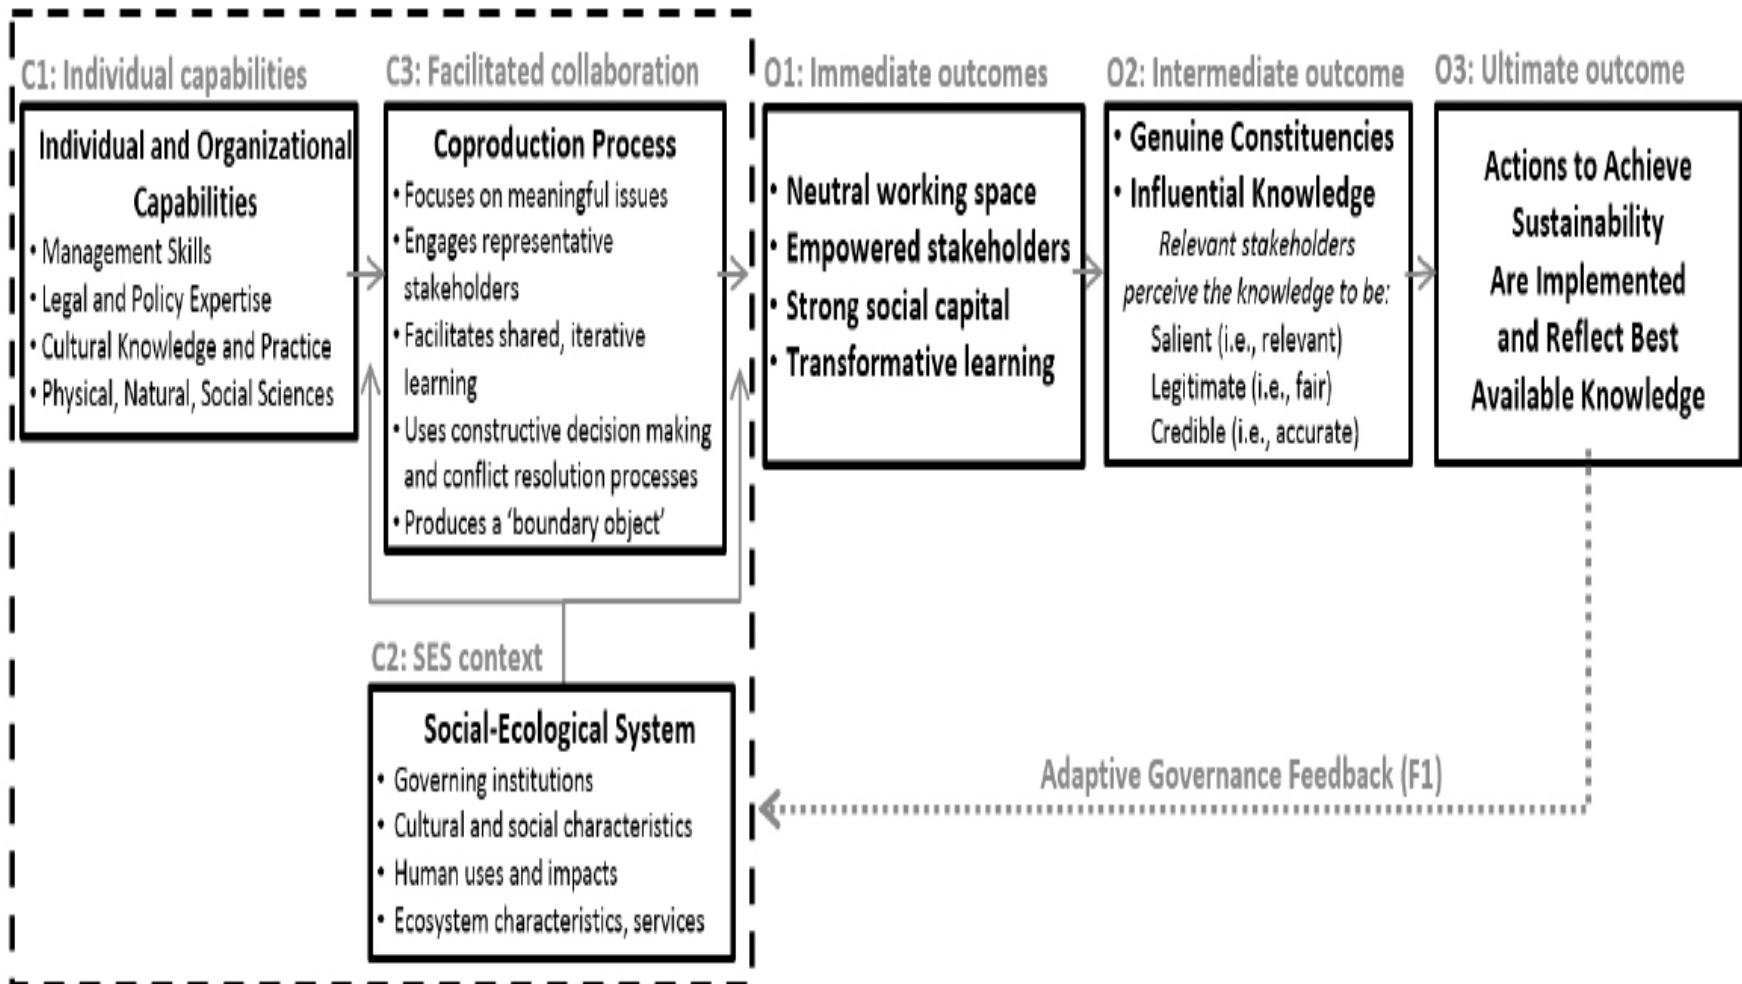 C1: Individual capabilities
Individual and Organizational
Capabilities
• Management Skills
• Legal and Policy Expertise
• Cultural Knowledge and Practice
• Physical, Natural, Social Sciences
C3: Facilitated collaboration
Coproduction Process
• Focuses on meaningful issues
• Engages representative
stakeholders
• Facilitates shared, iterative
learning
• Uses constructive decision making
and conflict resolution processes
• Produces a ‘boundary object’
C2: SES context
Social-Ecological System
• Governing institutions
• Cultural and social characteristics
• Human uses and impacts
• Ecosystem characteristics, services
O1: Immediate outcomes
• Neutral working space
• Empowered stakeholders
• Strong social capital
• Transformative learning
O2: Intermediate outcome
• Genuine Constituencies
• Influential Knowledge
Relevant stakeholders
perceive the knowledge to be:
Salient (i.e., relevant)
Legitimate (i.e., fair)
Credible (i.e., accurate)
O3: Ultimate outcome
Actions to Achieve
Sustainability
Are Implemented
and Reflect Best
Available Knowledge
Adaptive Governance Feedback (F1)